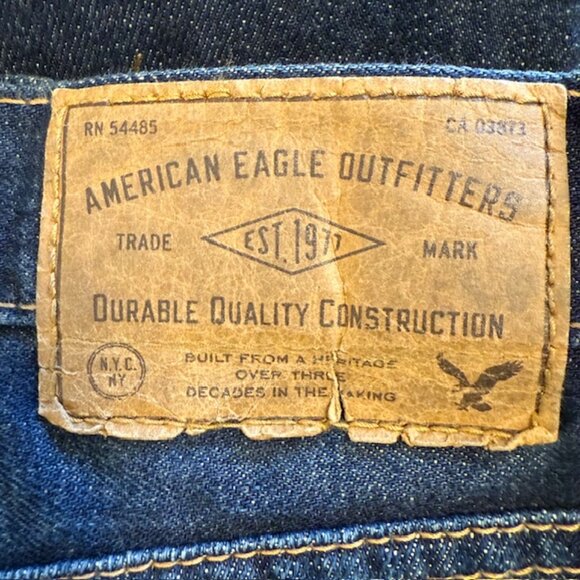 RN 54485 CA 03873
AMERICAN EAGLE OUTFITTERS
TRADE EST. 1977 MARK
DURABLE QUALITY CONSTRUCTION
N.Y.C. NY
BUILT FROM A HERITAGE
OVER THREE
DECADES IN THE MAKING